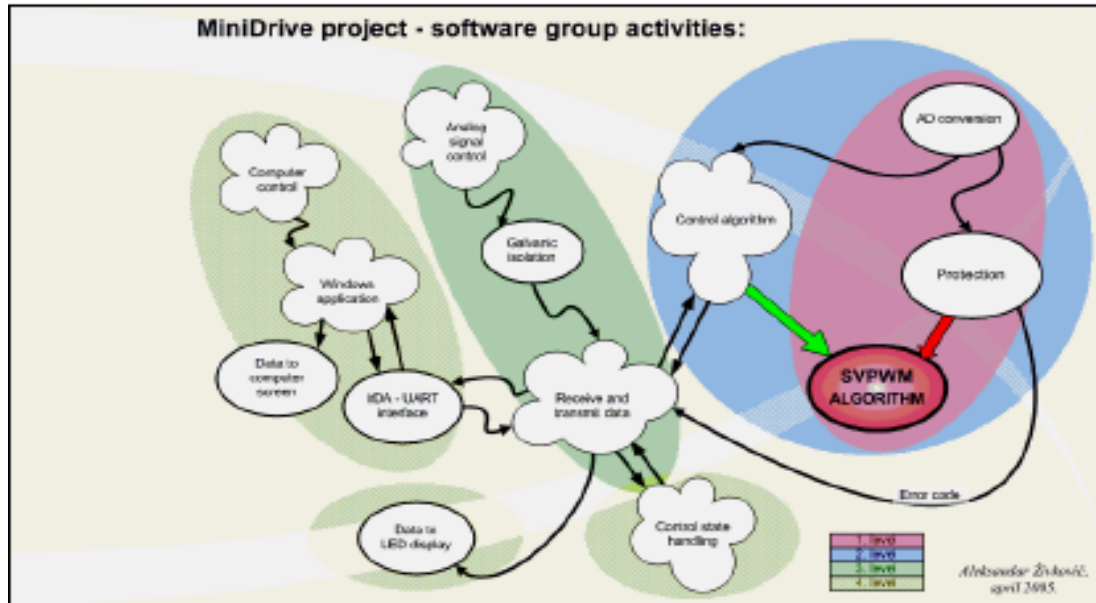 MiniDrive project - software group activities:
AD conversion
Analog
signal
control
Computer
control
Control algorithm
Galvanic
isolation
Protection
Windows
application
Data to
computer
screen
IrDA - UART
interface
Receive and
transmit data
SVPWM
ALGORITHM
Error code
Data to
LED display
Control state
handling
1. level
2. level
3. level
4. level
Aleksandar Živković,
april 2005.